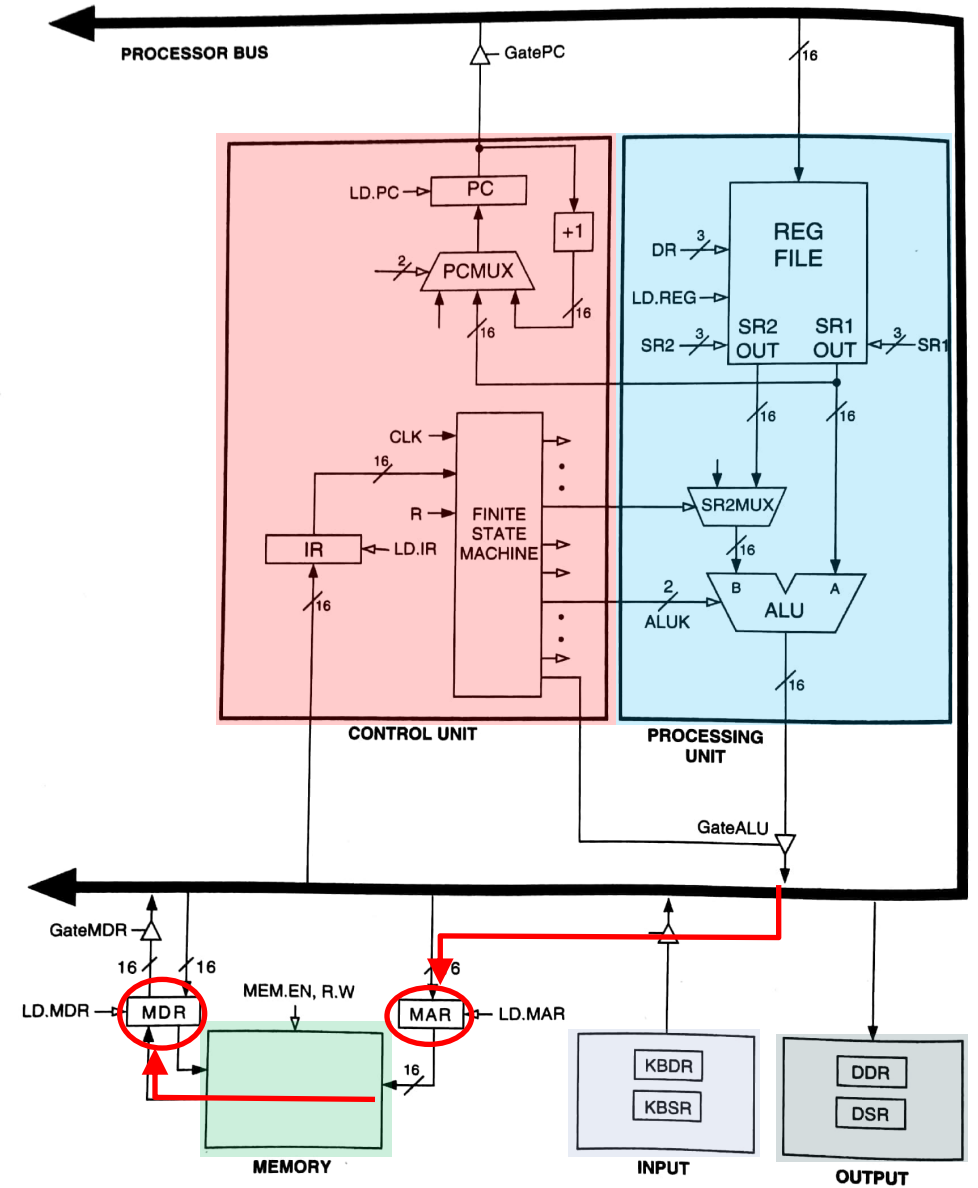 PROCESSOR BUS
GatePC
16
LD.PC
PC
+1
2
PCMUX
16
16
REG
FILE
DR
3
LD.REG
SR2
3
SR2
OUT
SR1
OUT
3
SR1
16
16
CLK
16
R
FINITE
STATE
MACHINE
IR
LD.IR
16
SR2MUX
16
B
A
ALU
2
ALUK
16
CONTROL UNIT
PROCESSING
UNIT
GateALU
GateMDR
16
16
6
LD.MDR
MDR
MEM.EN, R.W
MAR
LD.MAR
16
KBDR
KBSR
DDR
DSR
MEMORY
INPUT
OUTPUT